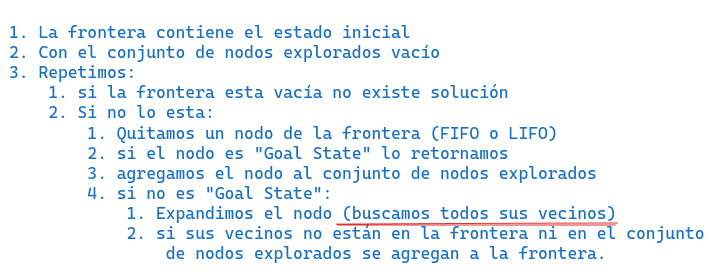 1. La frontera contiene el estado inicial
2. Con el conjunto de nodos explorados vacío
3. Repetimos:
1. si la frontera esta vacía no existe solución
2. Si no lo esta:
1. Quitamos un nodo de la frontera (FIFO o LIFO)
2. si el nodo es "Goal State" lo retornamos
3. agregamos el nodo al conjunto de nodos explorados
4. si no es "Goal State":
1. Expandimos el nodo (buscamos todos sus vecinos)
2. si sus vecinos no están en la frontera ni en el conjunto
de nodos explorados se agregan a la frontera.